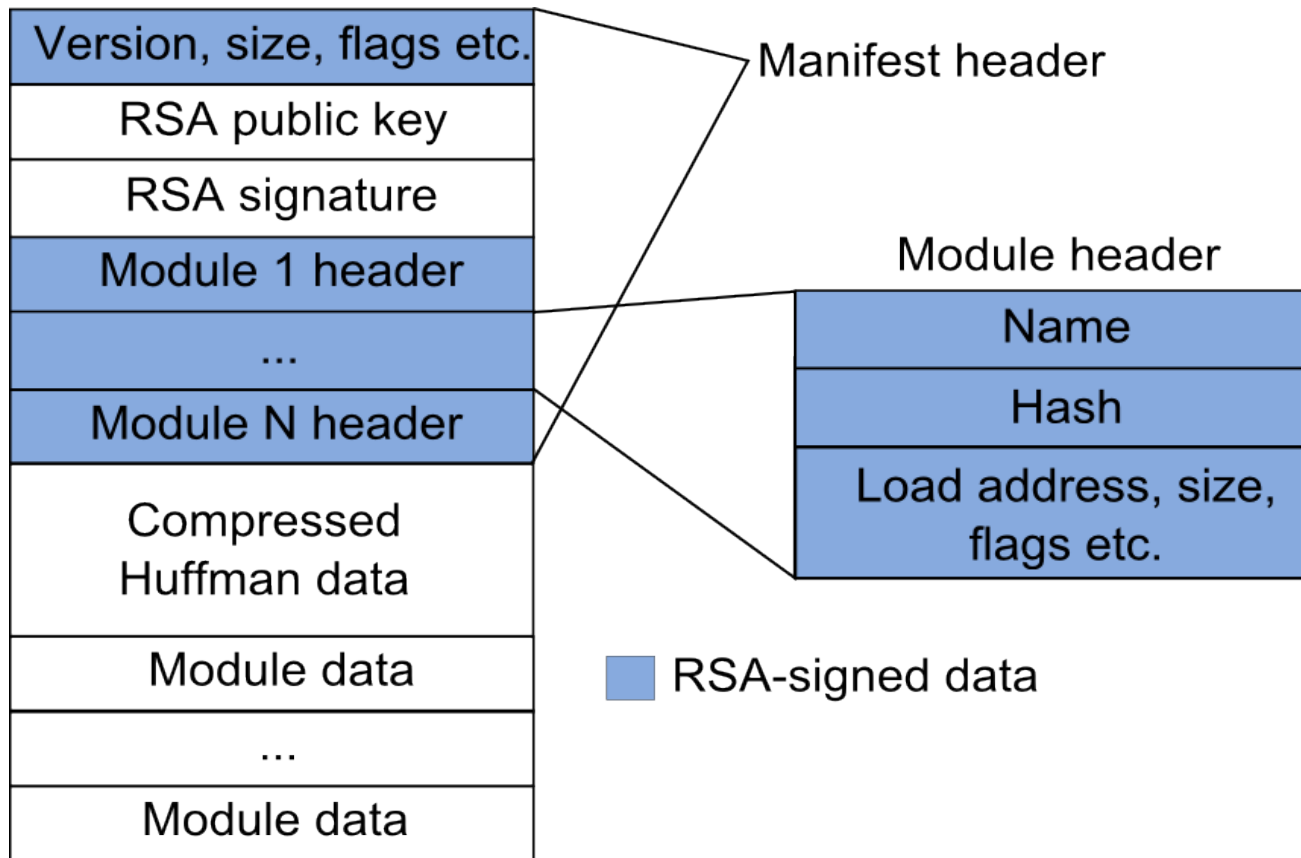 Version, size, flags etc.
RSA public key
RSA signature
Module 1 header
...
Module N header
Compressed
Huffman data
Module data
...
Module data
Manifest header
Module header
Name
Hash
Load address, size,
flags etc.
RSA-signed data